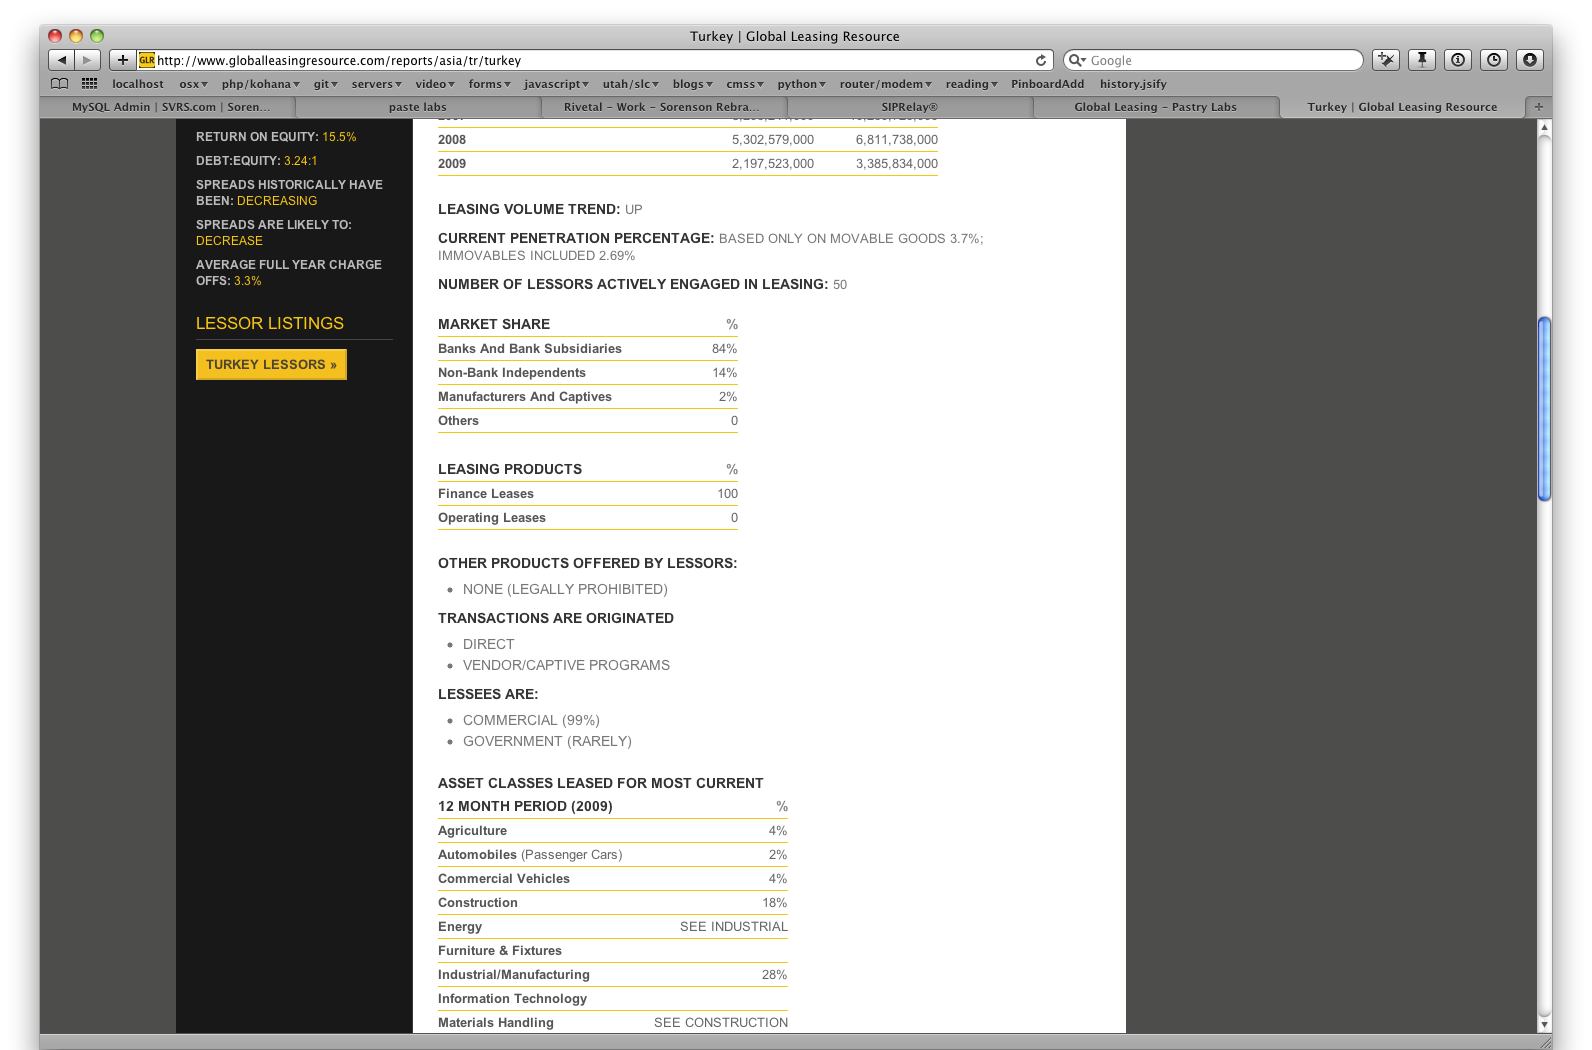 Turkey | Global Leasing Resource
GLR http://www.globalleasingresource.com/reports/asia/tr/turkey
Google
localhost osx php/kohana git servers video forms javascript utah/slc blogs cmss python router/modem reading PinboardAdd history.jsify
MySQL Admin | SVRS.com | Soren... paste labs Rivetal – Work – Sorenson Rebra... SIPRelay® Global Leasing – Pastry Labs Turkey | Global Leasing Resource
RETURN ON EQUITY: 15.5%
DEBT:EQUITY: 3.24:1
SPREADS HISTORICALLY HAVE
BEEN: DECREASING
SPREADS ARE LIKELY TO:
DECREASE
AVERAGE FULL YEAR CHARGE
OFFS: 3.3%
LESSOR LISTINGS
TURKEY LESSORS »
2008 5,302,579,000 6,811,738,000
2009 2,197,523,000 3,385,834,000
LEASING VOLUME TREND: UP
CURRENT PENETRATION PERCENTAGE: BASED ONLY ON MOVABLE GOODS 3.7%;
IMMOVABLES INCLUDED 2.69%
NUMBER OF LESSORS ACTIVELY ENGAGED IN LEASING: 50
MARKET SHARE %
Banks And Bank Subsidiaries 84%
Non-Bank Independents 14%
Manufacturers And Captives 2%
Others 0
LEASING PRODUCTS %
Finance Leases 100
Operating Leases 0
OTHER PRODUCTS OFFERED BY LESSORS:
• NONE (LEGALLY PROHIBITED)
TRANSACTIONS ARE ORIGINATED
• DIRECT
• VENDOR/CAPTIVE PROGRAMS
LESSEES ARE:
• COMMERCIAL (99%)
• GOVERNMENT (RARELY)
ASSET CLASSES LEASED FOR MOST CURRENT
12 MONTH PERIOD (2009) %
Agriculture 4%
Automobiles (Passenger Cars) 2%
Commercial Vehicles 4%
Construction 18%
Energy SEE INDUSTRIAL
Furniture & Fixtures
Industrial/Manufacturing 28%
Information Technology
Materials Handling SEE CONSTRUCTION